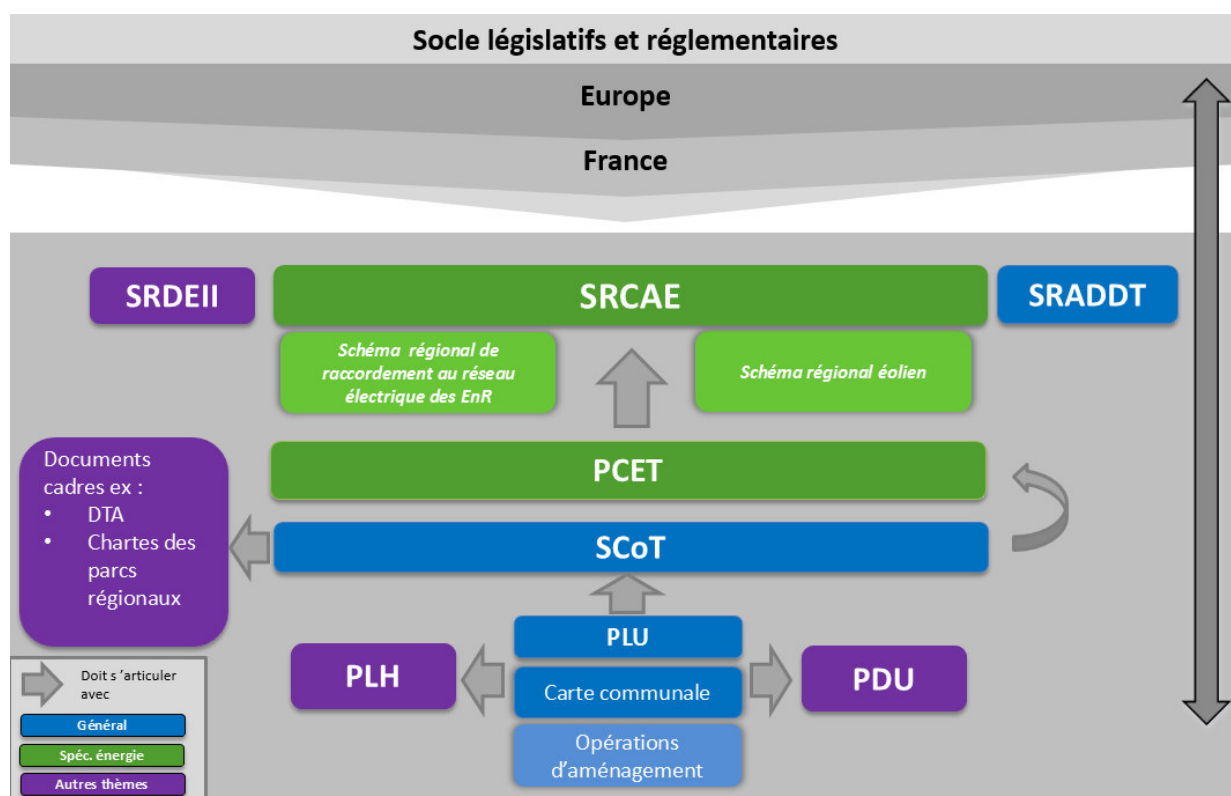 Socle législatifs et réglementaires
Europe
France
SRDEII
SRCAE
SRADDT
Schéma régional de
raccordement au réseau
électrique des EnR
Schéma régional éolien
Documents
cadres ex :
• DTA
• Chartes des
parcs
régionaux
PCET
SCoT
PLU
PLH
Carte communale
PDU
Opérations
d'aménagement
Doit s 'articuler
avec
Général
Spéc. énergie
Autres thèmes